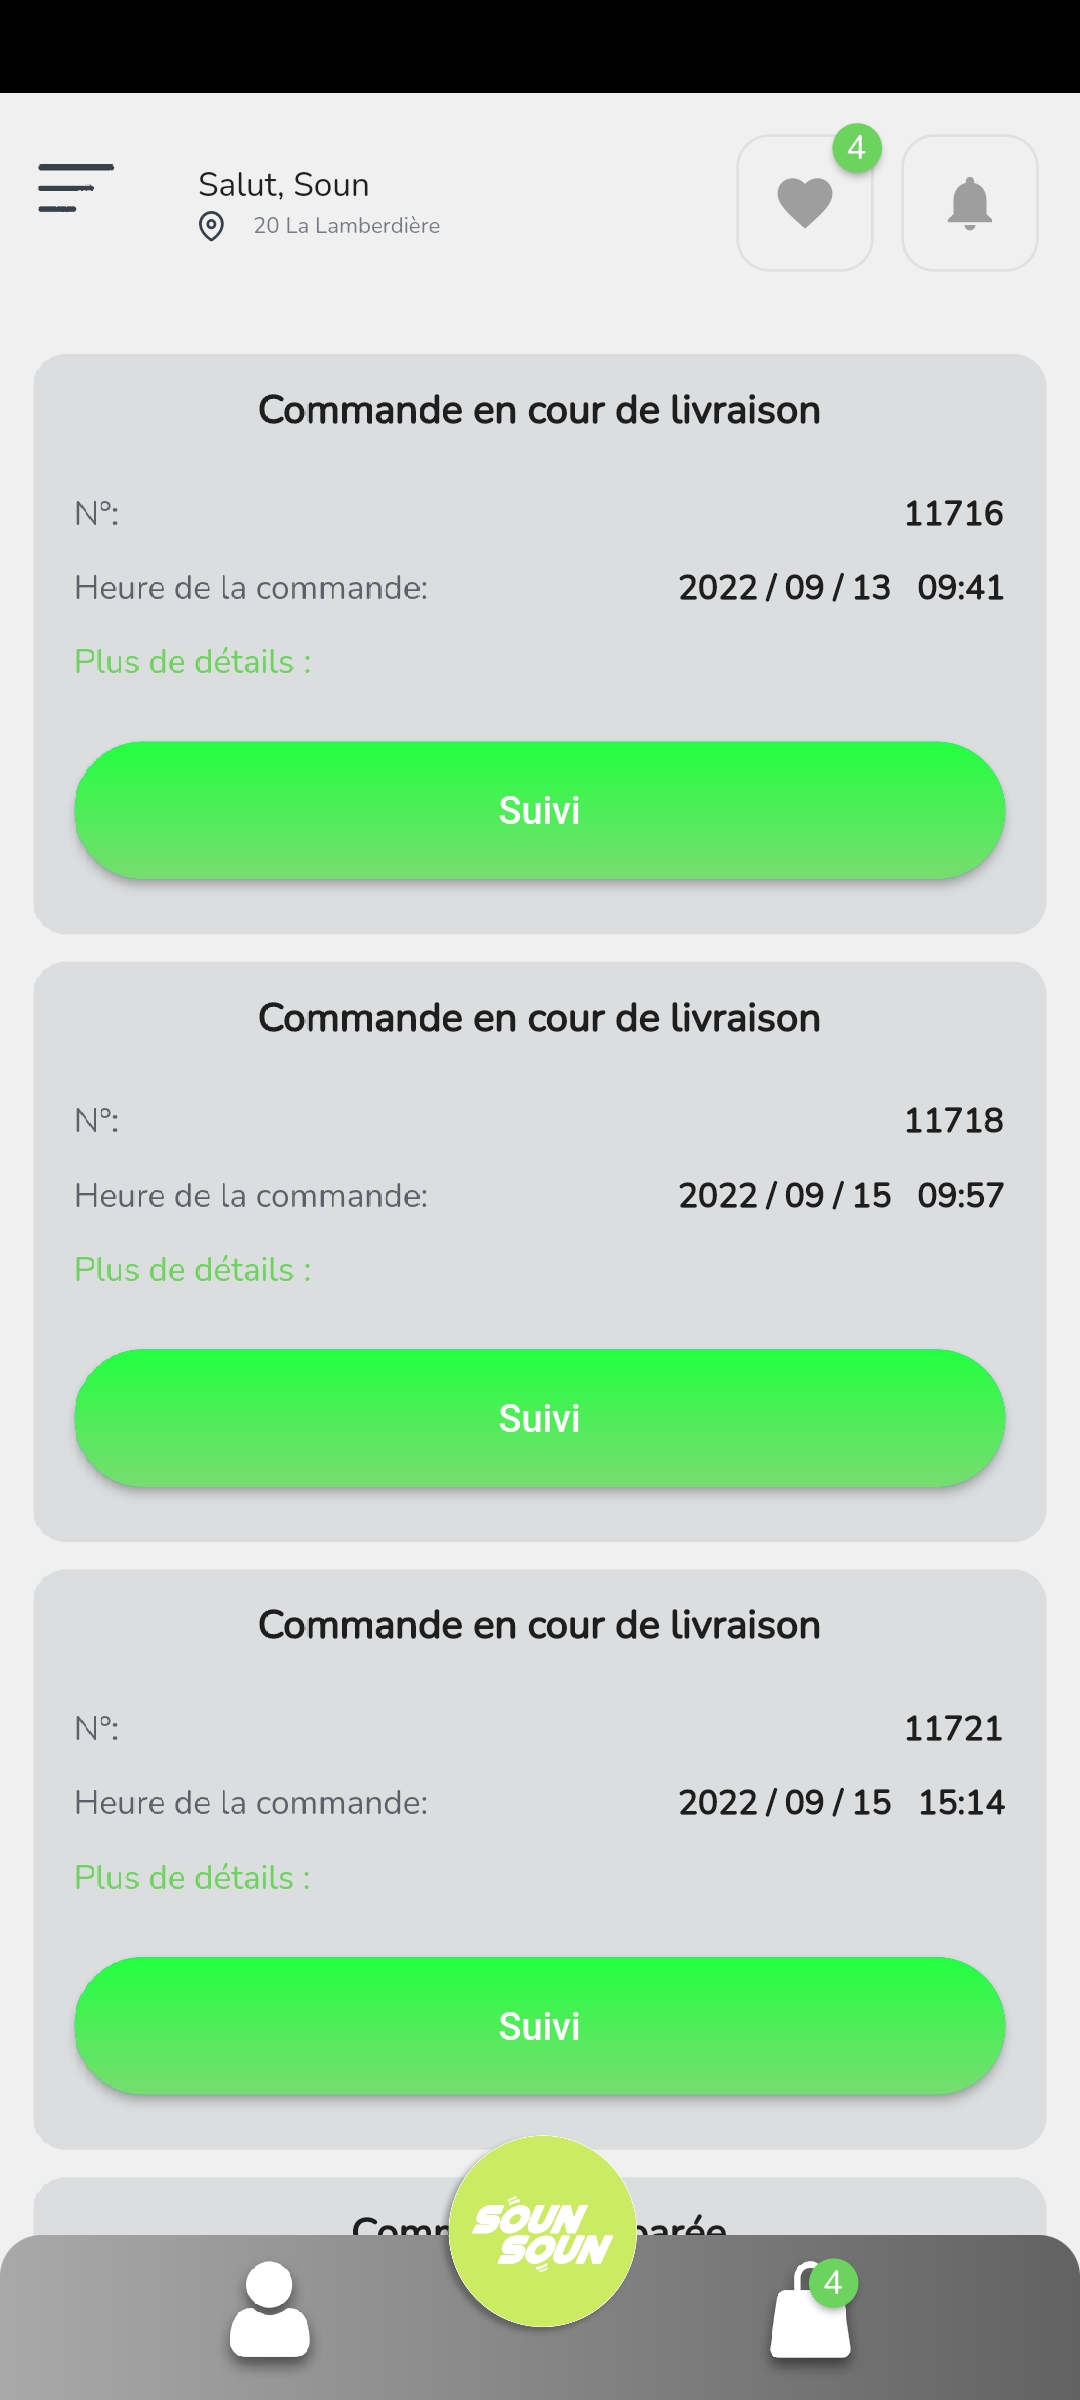 Salut, Soun
4
20 La Lamberdière
Commande en cour de livraison
N°: 11716
Heure de la commande: 2022 / 09 / 13 09:41
Plus de détails :
Suivi
Commande en cour de livraison
N°: 11718
Heure de la commande: 2022 / 09 / 15 09:57
Plus de détails :
Suivi
Commande en cour de livraison
N°: 11721
Heure de la commande: 2022 / 09 / 15 15:14
Plus de détails :
Suivi
SOUN
SOUN
4